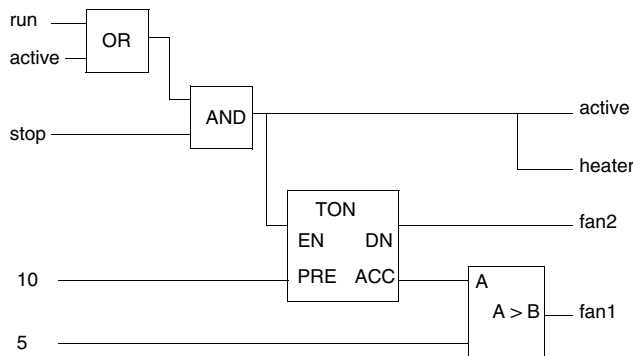 run
OR
active
AND
active
stop
heater
TON
EN DN
fan2
10
PRE ACC
A
A > B
fan1
5